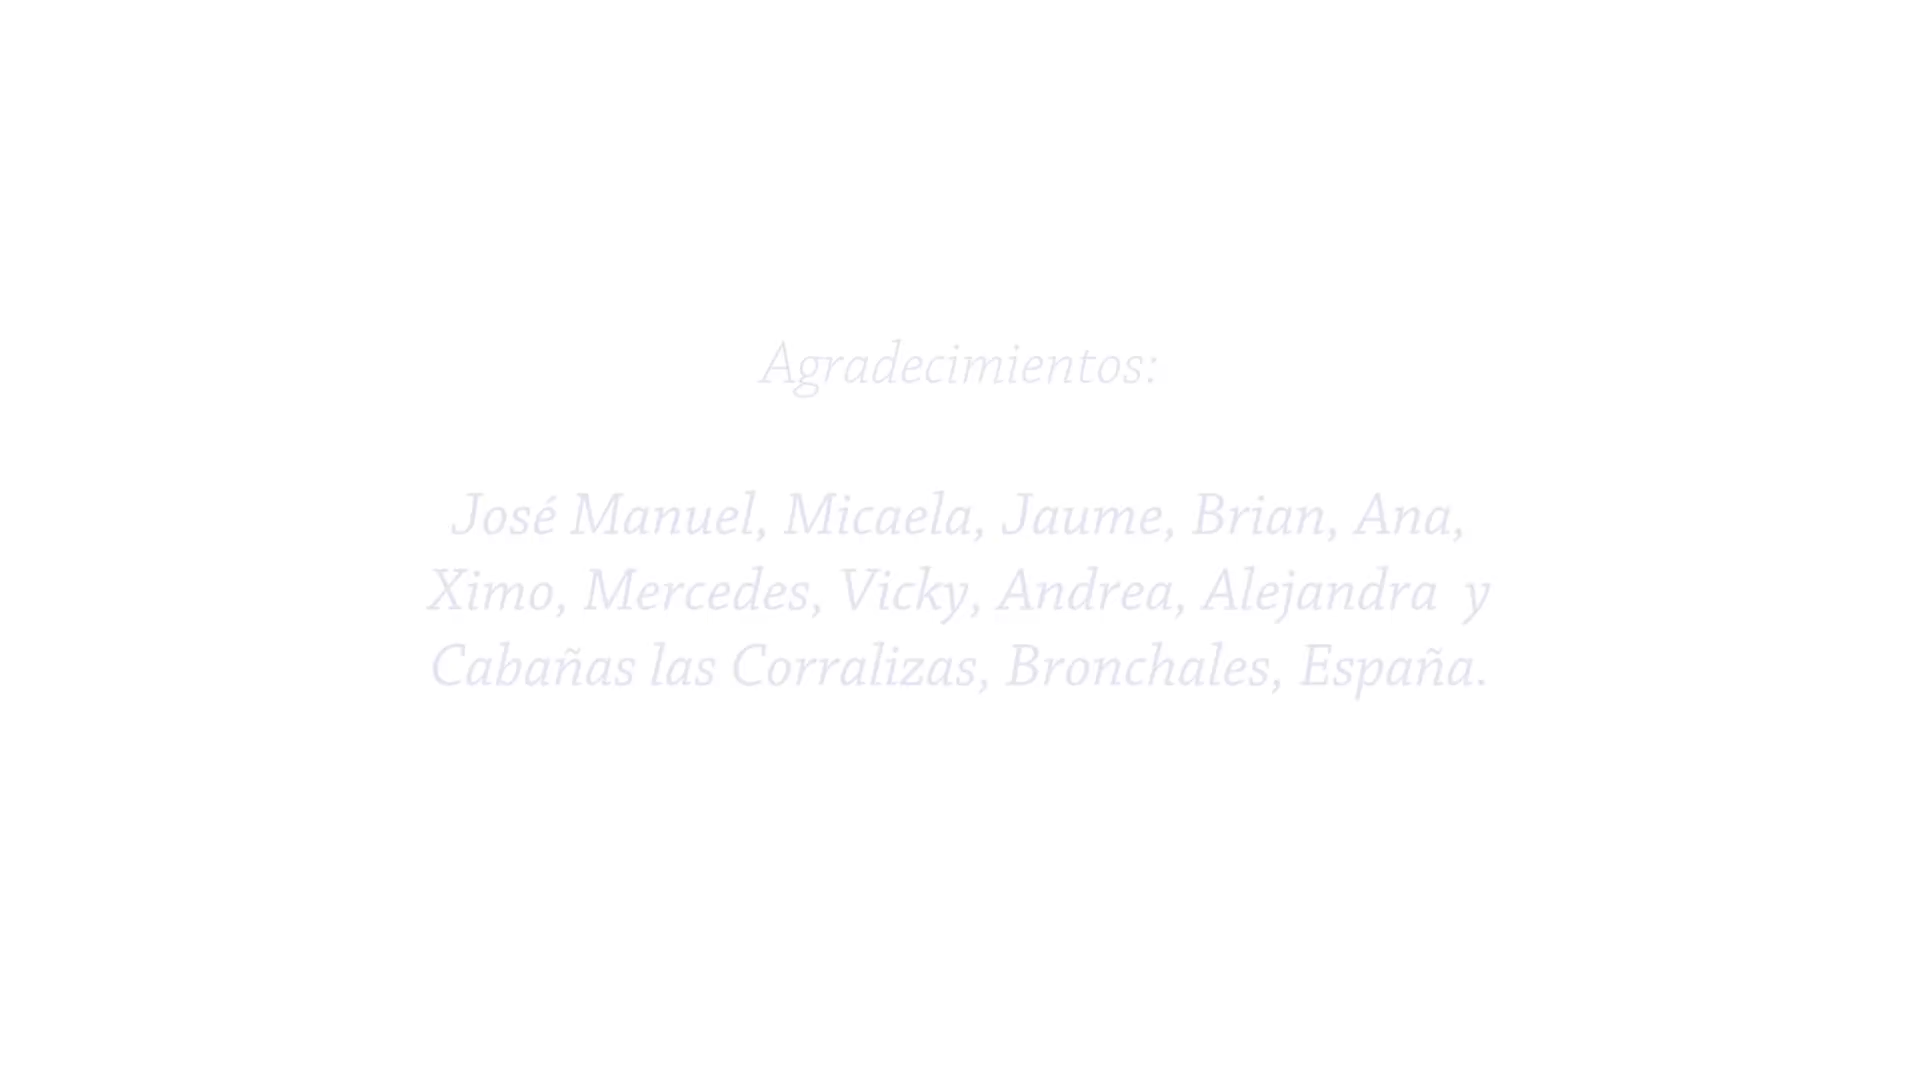 Agradecimientos:
José Manuel, Micaela, Jaume, Brian, Ana,
Ximo, Mercedes, Vicky, Andrea, Alejandra y
Cabañas las Corralizas, Bronchales, España.